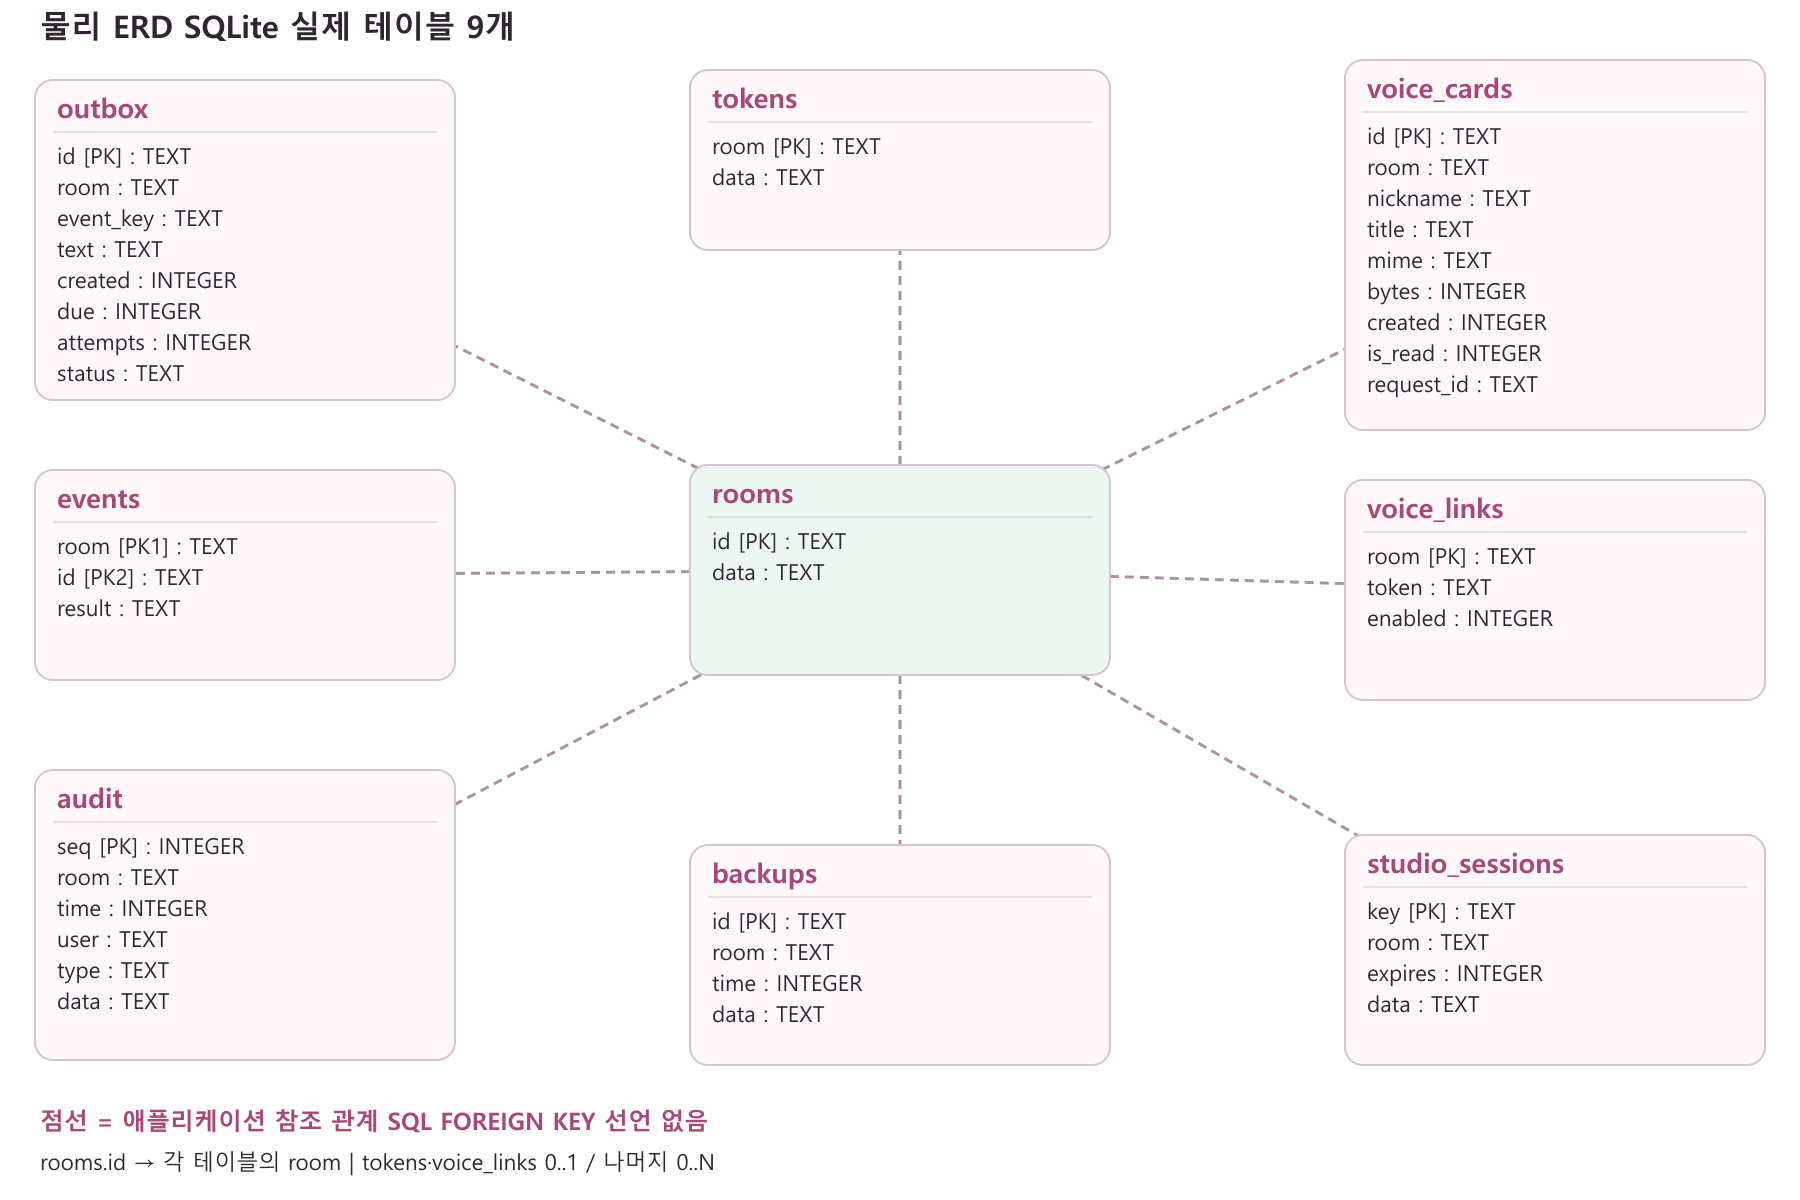 물리 ERD SQLite 실제 테이블 9개
outbox
id [PK] : TEXT
room : TEXT
event_key : TEXT
text : TEXT
created : INTEGER
due : INTEGER
attempts : INTEGER
status : TEXT
tokens
room [PK] : TEXT
data : TEXT
voice_cards
id [PK] : TEXT
room : TEXT
nickname : TEXT
title : TEXT
mime : TEXT
bytes : INTEGER
created : INTEGER
is_read : INTEGER
request_id : TEXT
events
room [PK1] : TEXT
id [PK2] : TEXT
result : TEXT
rooms
id [PK] : TEXT
data : TEXT
voice_links
room [PK] : TEXT
token : TEXT
enabled : INTEGER
audit
seq [PK] : INTEGER
room : TEXT
time : INTEGER
user : TEXT
type : TEXT
data : TEXT
backups
id [PK] : TEXT
room : TEXT
time : INTEGER
data : TEXT
studio_sessions
key [PK] : TEXT
room : TEXT
expires : INTEGER
data : TEXT
점선 = 애플리케이션 참조 관계 SQL FOREIGN KEY 선언 없음
rooms.id → 각 테이블의 room | tokens·voice_links 0..1 / 나머지 0..N